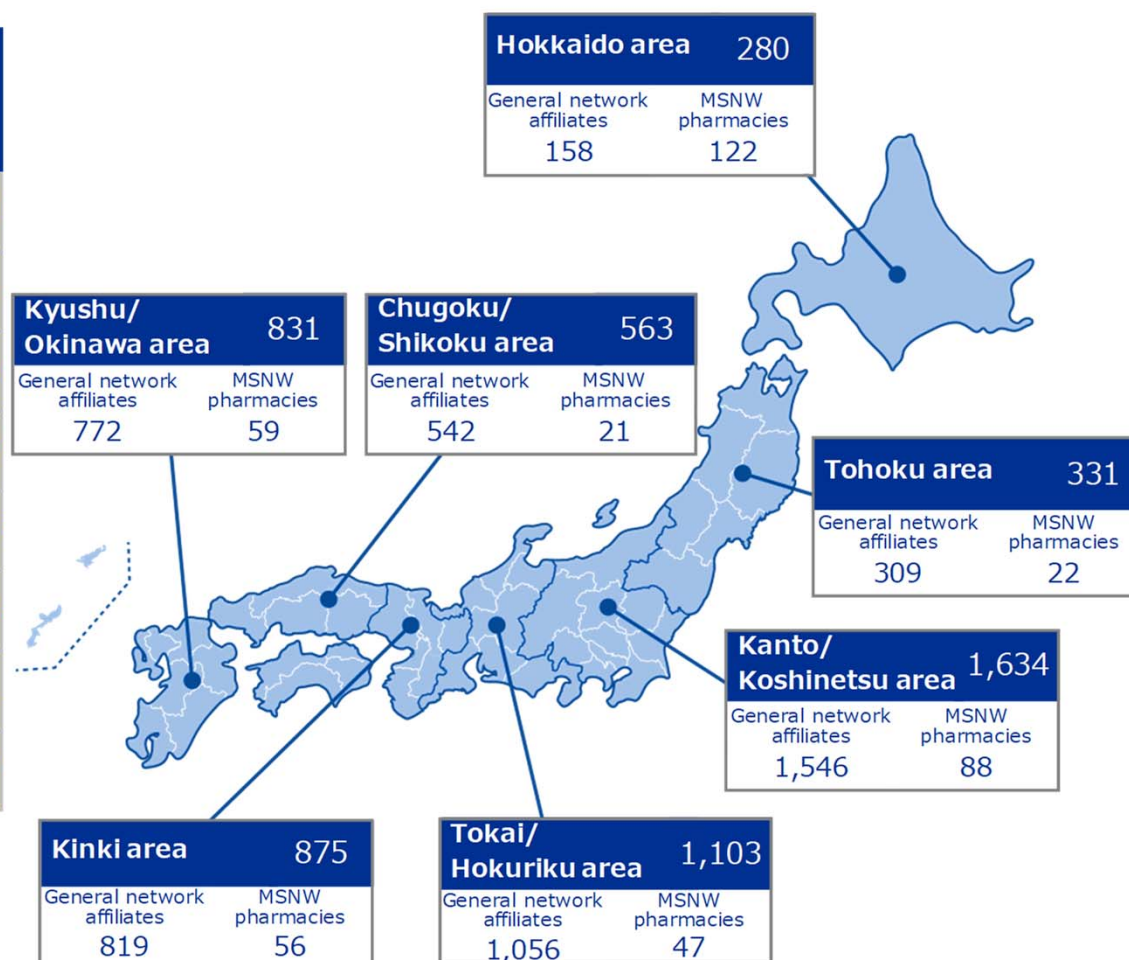 Hokkaido area 280
General network affiliates
MSNW pharmacies
158 122
Kyushu/
Okinawa area 831
General network affiliates
MSNW pharmacies
772 59
Chugoku/
Shikoku area 563
General network affiliates
MSNW pharmacies
542 21
Tohoku area 331
General network affiliates
MSNW pharmacies
309 22
Kanto/
Koshinetsu area 1,634
General network affiliates
MSNW pharmacies
1,546 88
Kinki area 875
General network affiliates
MSNW pharmacies
819 56
Tokai/
Hokuriku area 1,103
General network affiliates
MSNW pharmacies
1,056 47